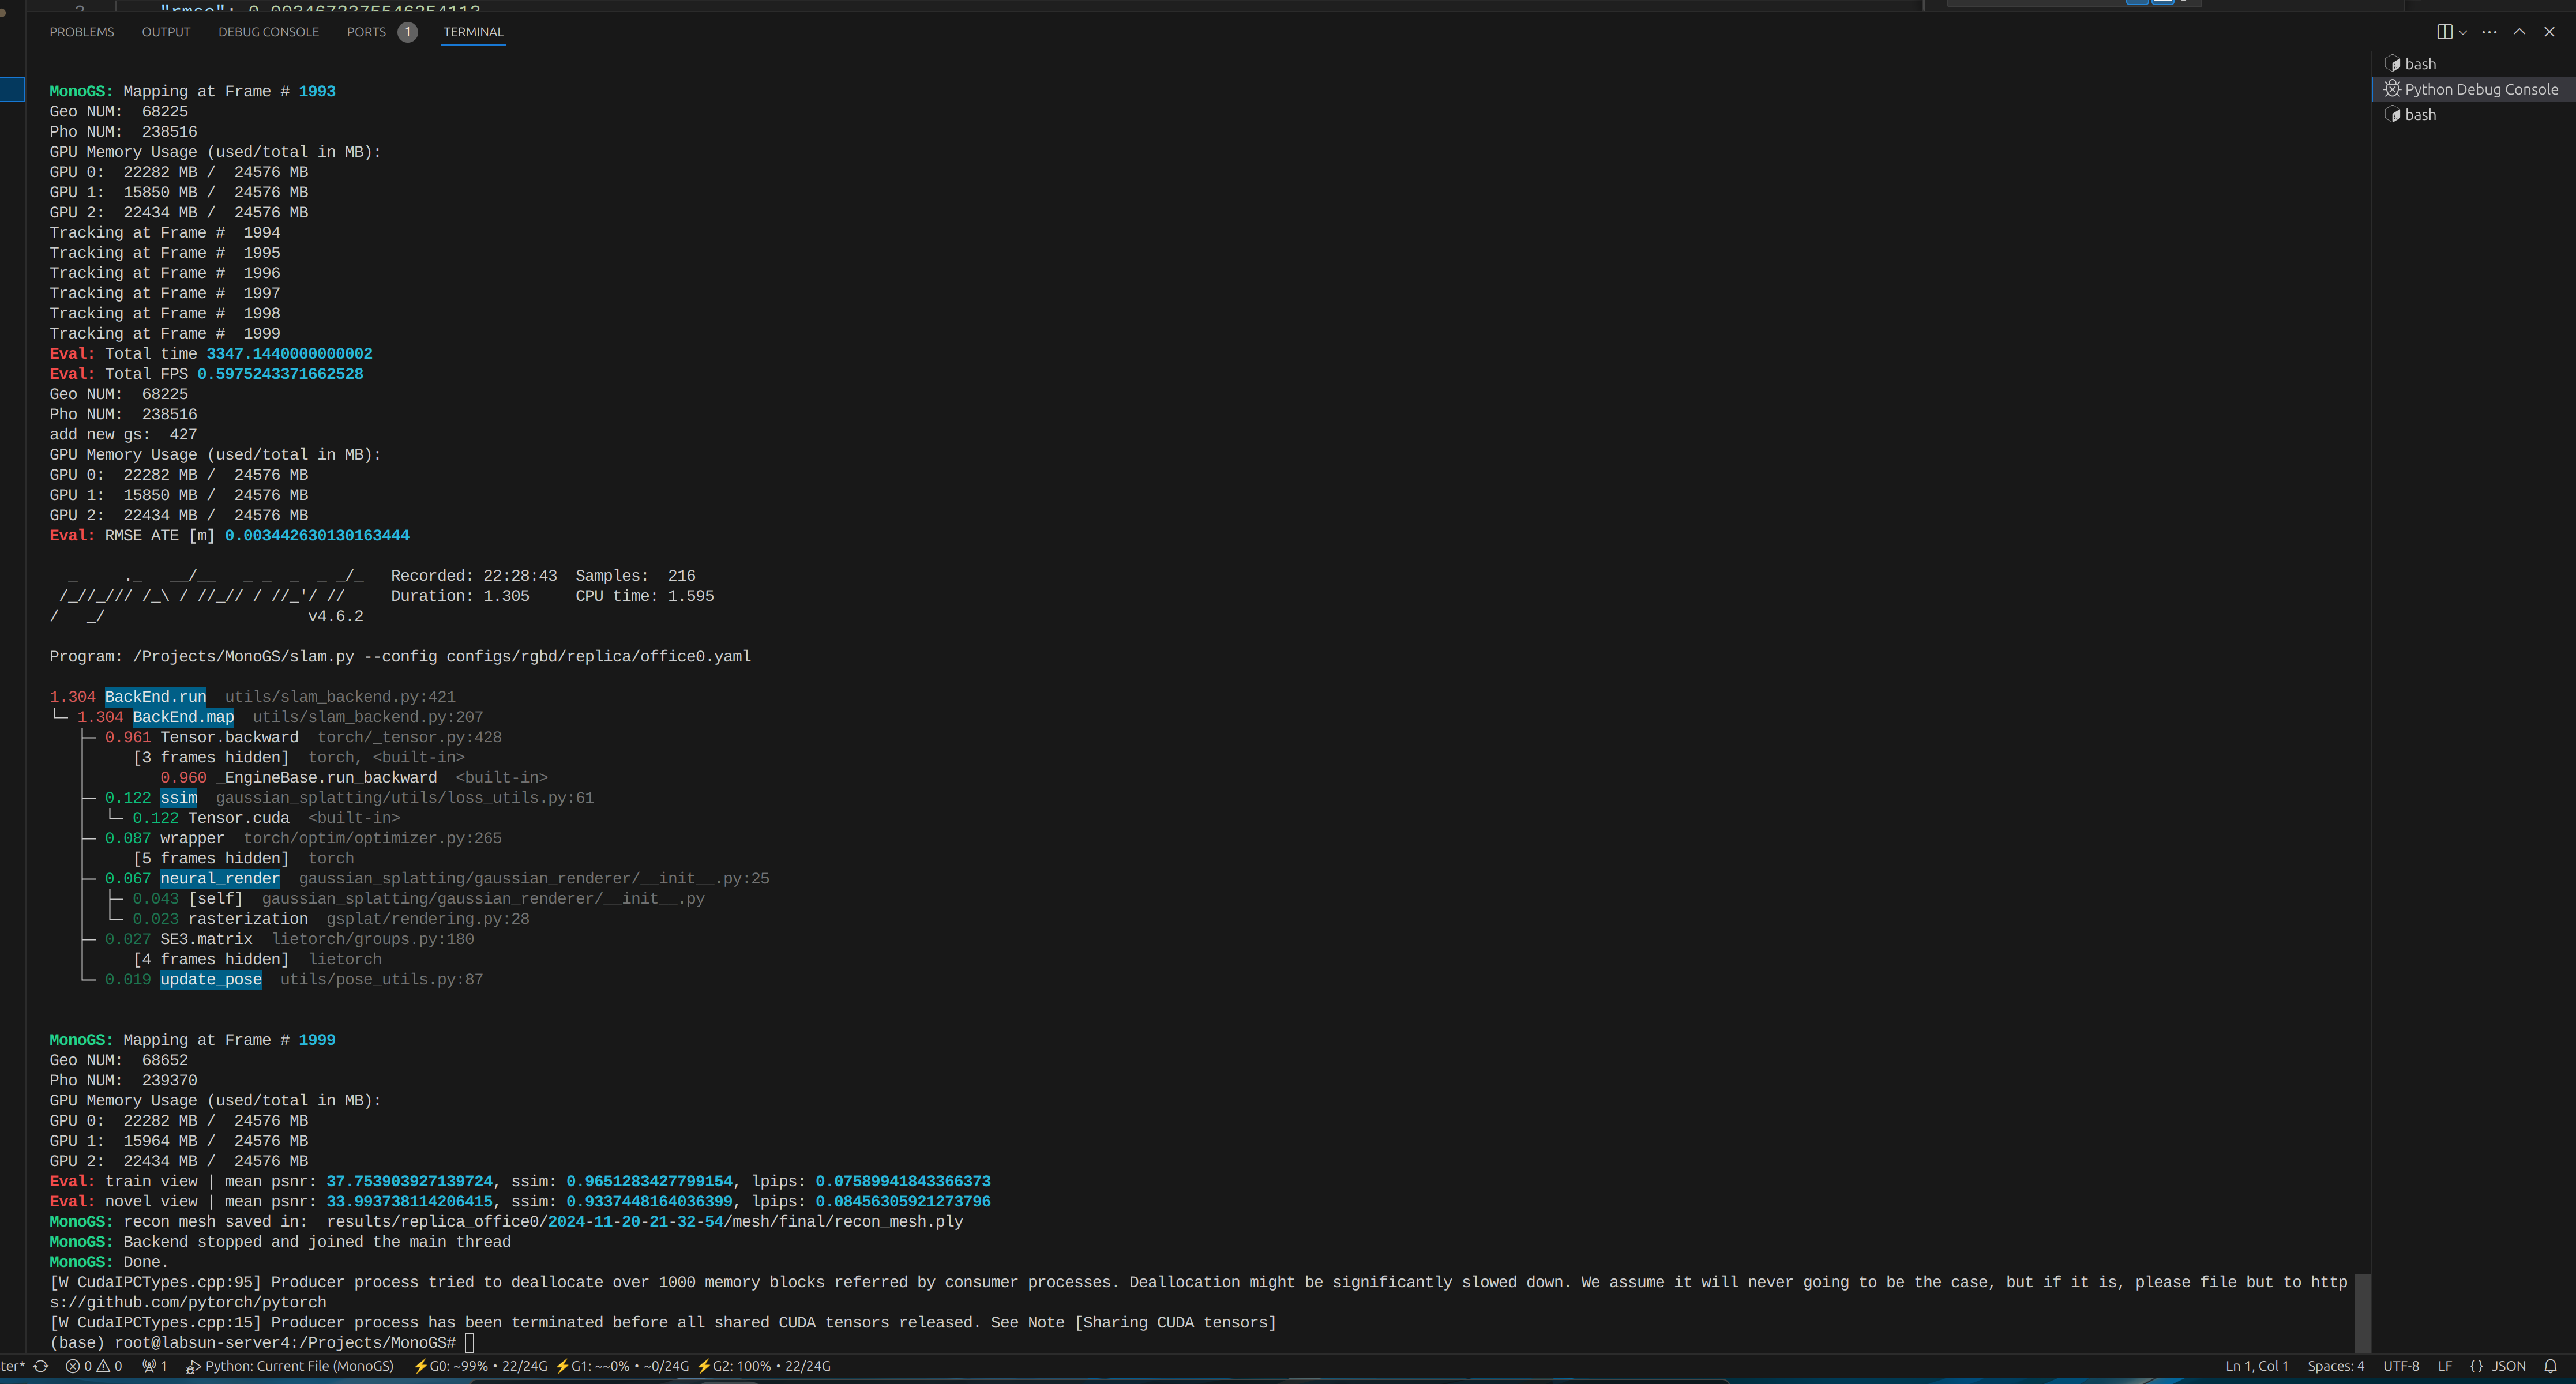 PROBLEMS OUTPUT DEBUG CONSOLE PORTS 1 TERMINAL
bash
Python Debug Console
bash
MonoGS: Mapping at Frame # 1993
Geo NUM:  68225
Pho NUM:  238516
GPU Memory Usage (used/total in MB):
GPU 0:  22282 MB /  24576 MB
GPU 1:  15850 MB /  24576 MB
GPU 2:  22434 MB /  24576 MB
Tracking at Frame #  1994
Tracking at Frame #  1995
Tracking at Frame #  1996
Tracking at Frame #  1997
Tracking at Frame #  1998
Tracking at Frame #  1999
Eval: Total time 3347.1440000000002
Eval: Total FPS 0.5975243371662528
Geo NUM:  68225
Pho NUM:  238516
add new gs:  427
GPU Memory Usage (used/total in MB):
GPU 0:  22282 MB /  24576 MB
GPU 1:  15850 MB /  24576 MB
GPU 2:  22434 MB /  24576 MB
Eval: RMSE ATE [m] 0.003442630130163444
  _     ._   __/__   _ _  _  _ _/_   Recorded: 22:28:43  Samples:  216
 /_//_/// /_\ / //_// / //_'/ //     Duration: 1.305     CPU time: 1.595
/   _/                      v4.6.2
Program: /Projects/MonoGS/slam.py --config configs/rgbd/replica/office0.yaml
1.304 BackEnd.run  utils/slam_backend.py:421
└─ 1.304 BackEnd.map  utils/slam_backend.py:207
   ├─ 0.961 Tensor.backward  torch/_tensor.py:428
   │     [3 frames hidden]  torch, <built-in>
   │        0.960 _EngineBase.run_backward  <built-in>
   ├─ 0.122 ssim  gaussian_splatting/utils/loss_utils.py:61
   │  └─ 0.122 Tensor.cuda  <built-in>
   ├─ 0.087 wrapper  torch/optim/optimizer.py:265
   │     [5 frames hidden]  torch
   ├─ 0.067 neural_render  gaussian_splatting/gaussian_renderer/__init__.py:25
   │  ├─ 0.043 [self]  gaussian_splatting/gaussian_renderer/__init__.py
   │  └─ 0.023 rasterization  gsplat/rendering.py:28
   ├─ 0.027 SE3.matrix  lietorch/groups.py:180
   │     [4 frames hidden]  lietorch
   └─ 0.019 update_pose  utils/pose_utils.py:87
MonoGS: Mapping at Frame # 1999
Geo NUM:  68652
Pho NUM:  239370
GPU Memory Usage (used/total in MB):
GPU 0:  22282 MB /  24576 MB
GPU 1:  15964 MB /  24576 MB
GPU 2:  22434 MB /  24576 MB
Eval: train view | mean psnr: 37.753903927139724, ssim: 0.9651283427799154, lpips: 0.07589941843366373
Eval: novel view | mean psnr: 33.993738114206415, ssim: 0.9337448164036399, lpips: 0.08456305921273796
MonoGS: recon mesh saved in:  results/replica_office0/2024-11-20-21-32-54/mesh/final/recon_mesh.ply
MonoGS: Backend stopped and joined the main thread
MonoGS: Done.
[W CudaIPCTypes.cpp:95] Producer process tried to deallocate over 1000 memory blocks referred by consumer processes. Deallocation might be significantly slowed down. We assume it will never going to be the case, but if it is, please file but to http
s://github.com/pytorch/pytorch
[W CudaIPCTypes.cpp:15] Producer process has been terminated before all shared CUDA tensors released. See Note [Sharing CUDA tensors]
(base) root@labsun-server4:/Projects/MonoGS#
ter* 0 0 1 Python: Current File (MonoGS) ⚡G0: ~99% • 22/24G ⚡G1: ~~0% • ~0/24G ⚡G2: 100% • 22/24G Ln 1, Col 1 Spaces: 4 UTF-8 LF {} JSON